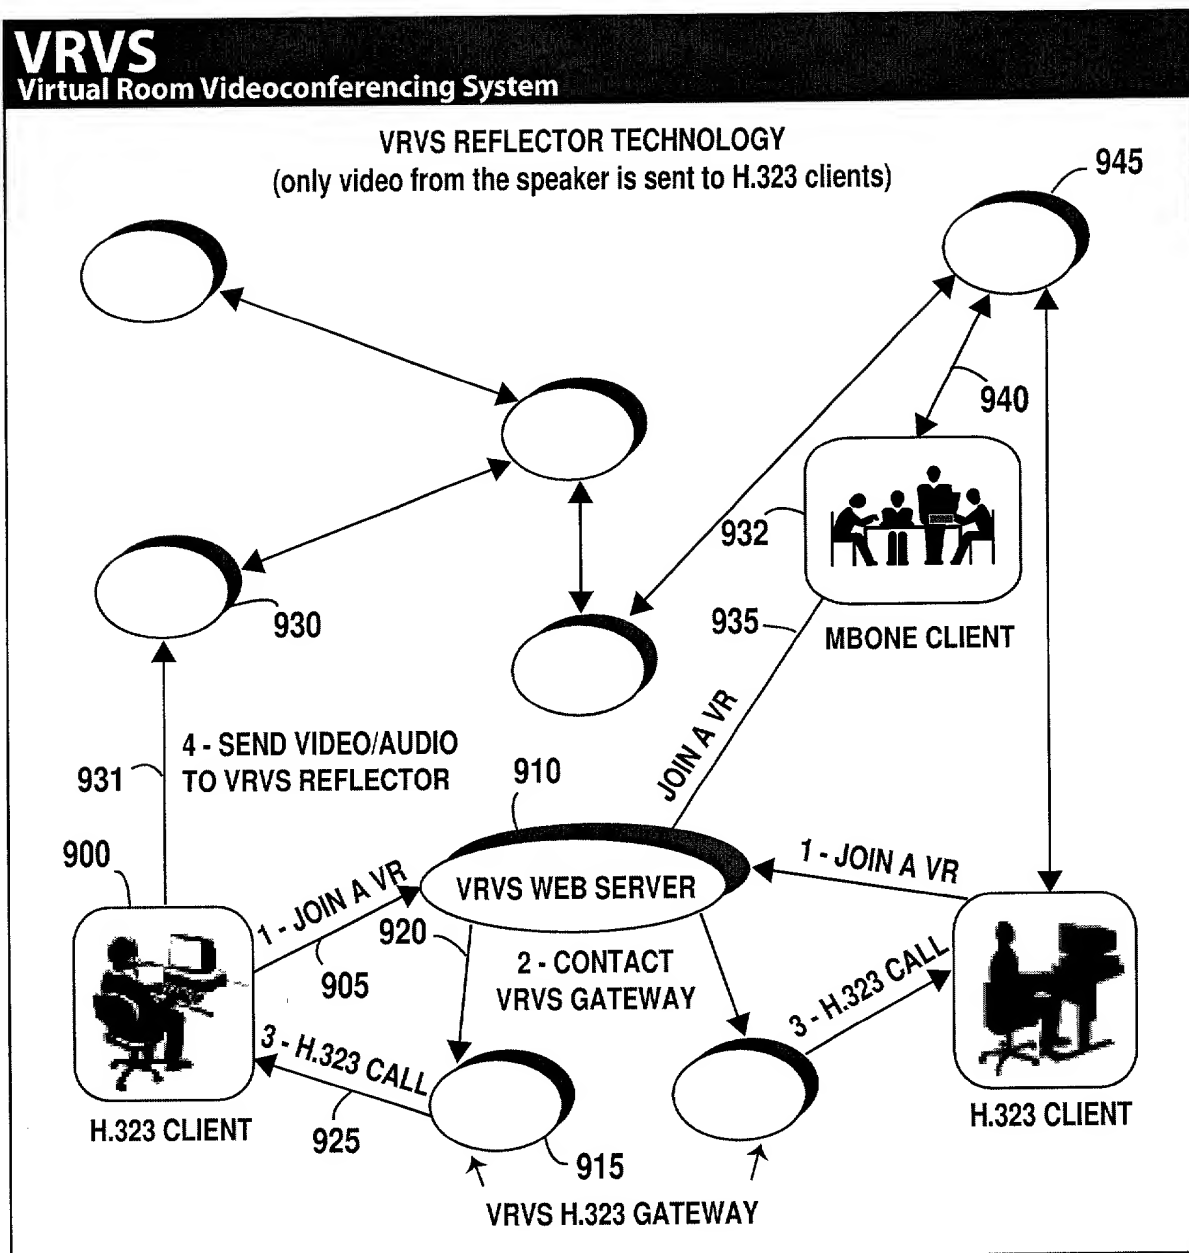 VRVS
Virtual Room Videoconferencing System
VRVS REFLECTOR TECHNOLOGY
(only video from the speaker is sent to H.323 clients)
945
940
932
930
935
MBONE CLIENT
JOIN A VR
4 - SEND VIDEO/AUDIO
TO VRVS REFLECTOR
931
910
900
1 - JOIN A VR
VRVS WEB SERVER
1 - JOIN A VR
920
905
2 - CONTACT
VRVS GATEWAY
3 - H.323 CALL
3 - H.323 CALL
H.323 CLIENT
925
915
H.323 CLIENT
VRVS H.323 GATEWAY